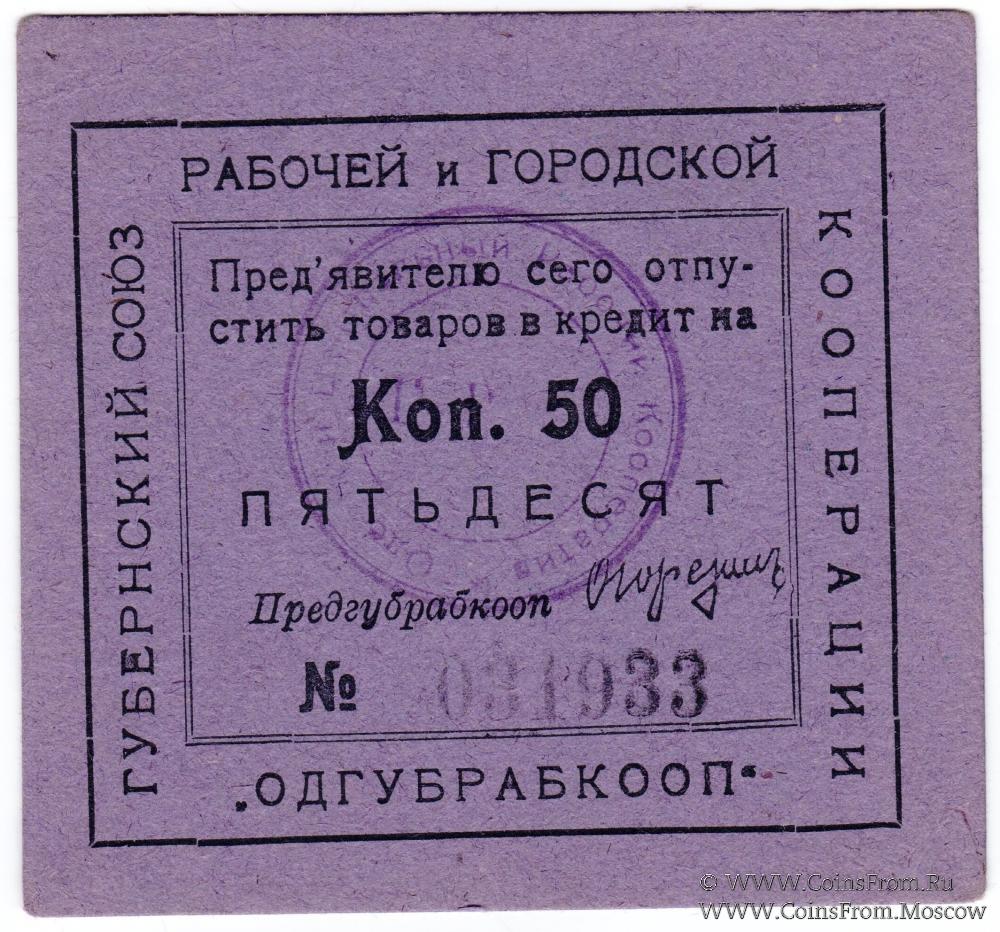 ГУБЕРНСКИЙ СОЮЗ
РАБОЧЕЙ и ГОРОДСКОЙ
КООПЕРАЦИИ
Пред'явителю сего отпу-
стить товаров в кредит на
Коп. 50
ПЯТЬДЕСЯТ
Предгубрабкооп
№ 031933
„ОДГУБРАБКООП“
© WWW.CoinsFrom.Ru
WWW.CoinsFrom.Moscow